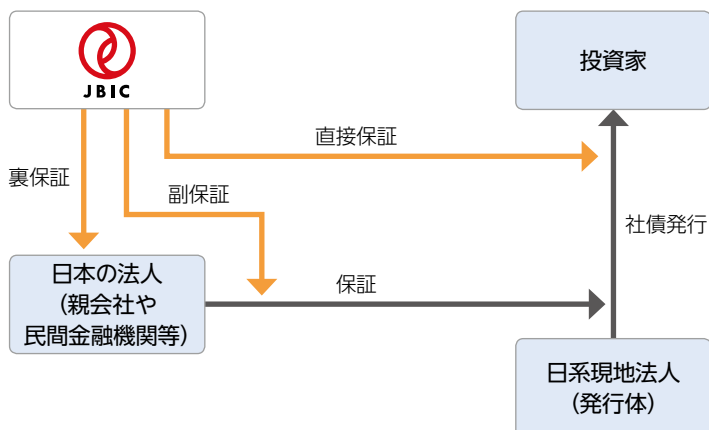 JBIC
投資家
直接保証
裏保証
副保証
社債発行
日本の法人
（親会社や
民間金融機関等）
保証
日系現地法人
（発行体）